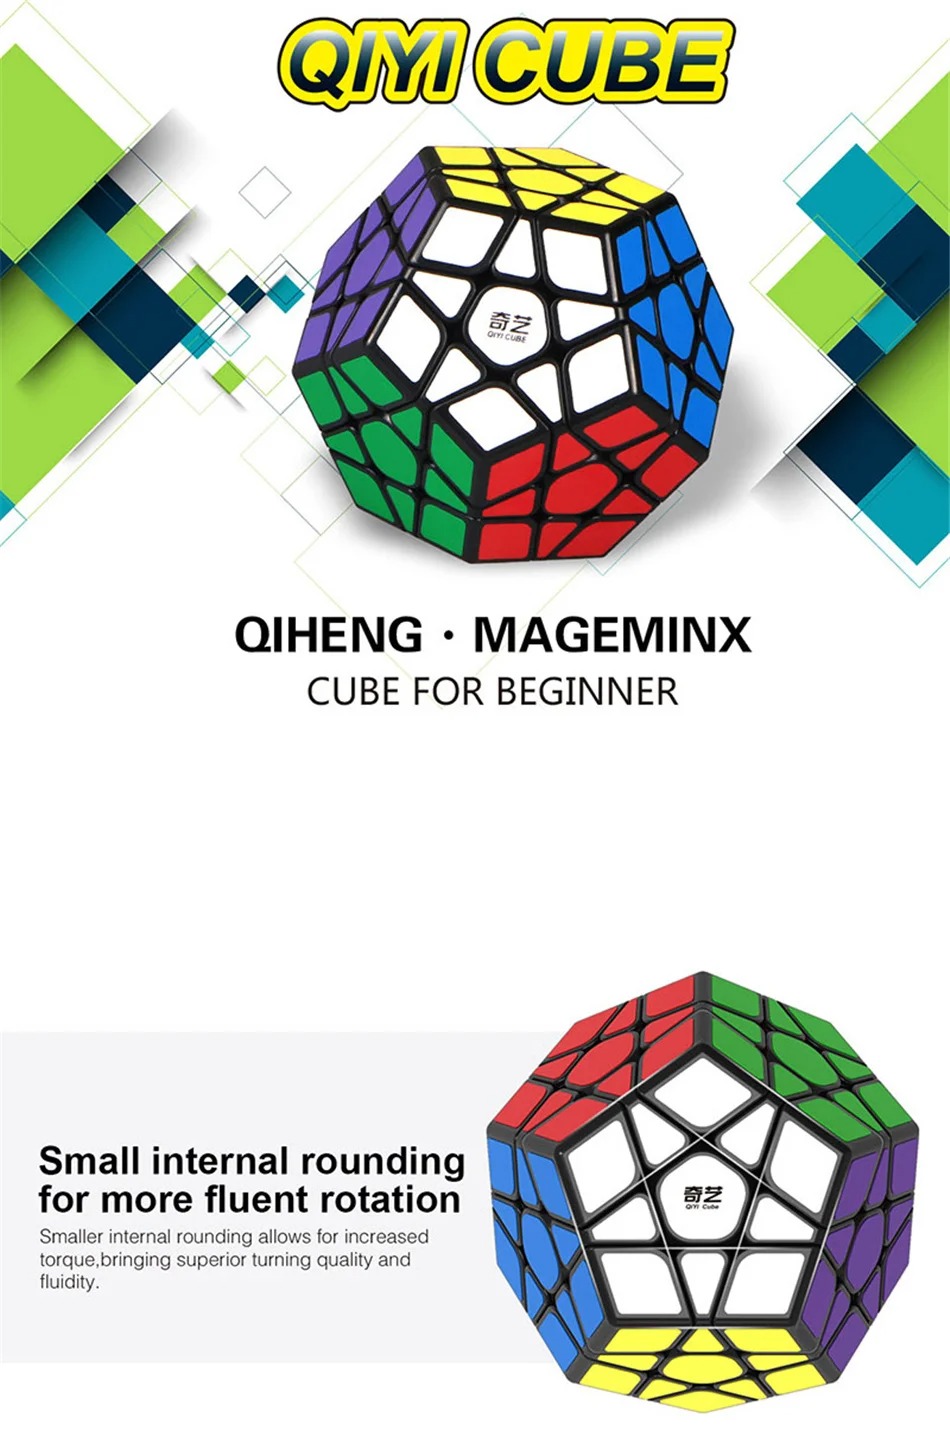 QIYI CUBE
奇艺
QIYI CUBE
QIHENG · MAGEMINX
CUBE FOR BEGINNER
Small internal rounding
for more fluent rotation
Smaller internal rounding allows for increased
torque,bringing superior turning quality and
fluidity.
奇艺
QIYI Cube